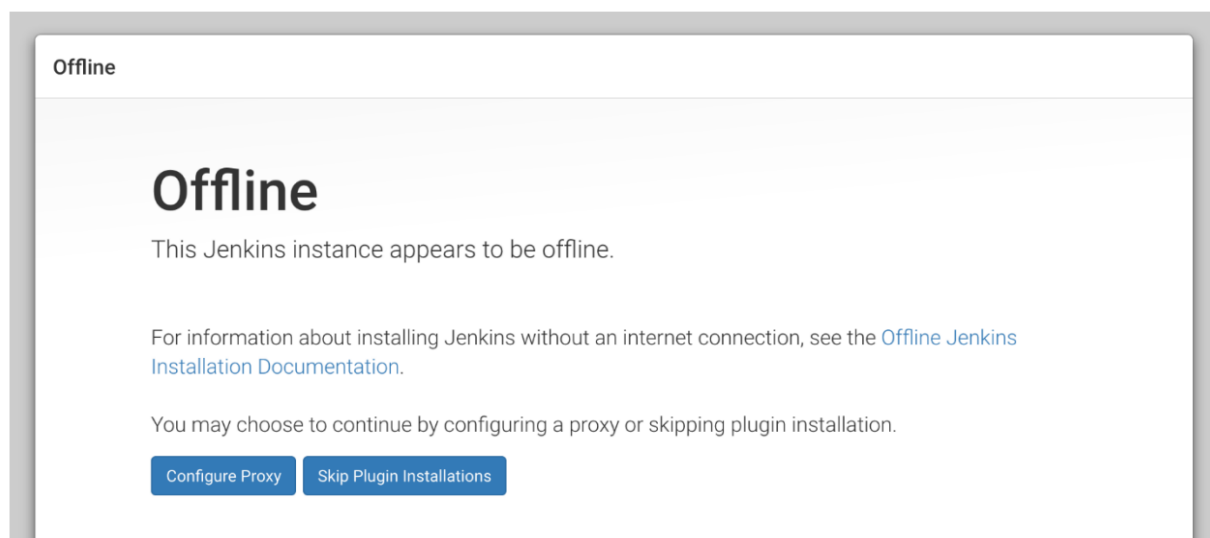 Offline
Offline
This Jenkins instance appears to be offline.
For information about installing Jenkins without an internet connection, see the Offline Jenkins
Installation Documentation.
You may choose to continue by configuring a proxy or skipping plugin installation.
Configure Proxy Skip Plugin Installations